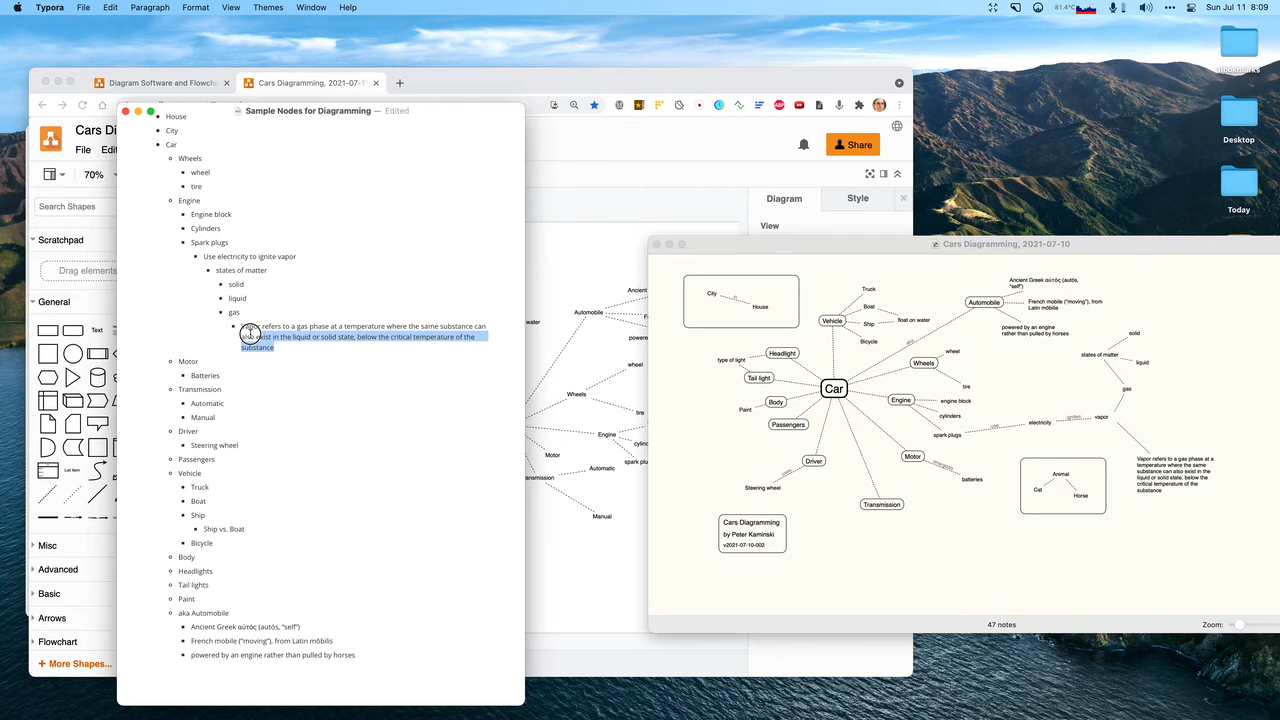 Typora File Edit Paragraph Format View Themes Window Help
81.4°C
Sun Jul 11 8:09
Bookmarks
Desktop
Today
Diagram Software and Flowcha
Cars Diagramming, 2021-07-1
Cars Di
File Edi
Share
70%
Search Shapes
Scratchpad
Drag elements
General
Text
List Item
Misc
Advanced
Basic
Arrows
Flowchart
+ More Shapes...
Diagram
Style
View
Sample Nodes for Diagramming — Edited
House
City
Car
Wheels
wheel
tire
Engine
Engine block
Cylinders
Spark plugs
Use electricity to ignite vapor
states of matter
solid
liquid
gas
Vapor refers to a gas phase at a temperature where the same substance can
also exist in the liquid or solid state, below the critical temperature of the
substance
Motor
Batteries
Transmission
Automatic
Manual
Driver
Steering wheel
Passengers
Vehicle
Truck
Boat
Ship
Ship vs. Boat
Bicycle
Body
Headlights
Tail lights
Paint
aka Automobile
Ancient Greek αὐτός (autós, “self”)
French mobile (“moving”), from Latin mōbilis
powered by an engine rather than pulled by horses
Ancient
water
Automobile
powere
wheel
Wheels
tire
Engine
cylin
Motor
spark plu
Automatic
ansmission
Manual
Cars Diagramming, 2021-07-10
City
House
Truck
Boat
Vehicle
Ship
float on water
Bicycle
Automobile
Ancient Greek αὐτός (autós,
“self”)
French mobile (“moving”), from
Latin mōbilis
powered by an engine
rather than pulled by horses
aka
Headlight
type of light
Tail light
Body
Paint
Passengers
Car
Wheels
wheel
tire
Engine
engine block
cylinders
spark plugs
use
electricity
ignites
vapor
gas
states of matter
solid
liquid
Vapor refers to a gas phase at a
temperature where the same
substance can also exist in the
liquid or solid state, below the
critical temperature of the
substance
Driver
Steering wheel
Motor
batteries
Transmission
Animal
Cat
Horse
Cars Diagramming
by Peter Kaminski
v2021-07-10-002
47 notes
Zoom: